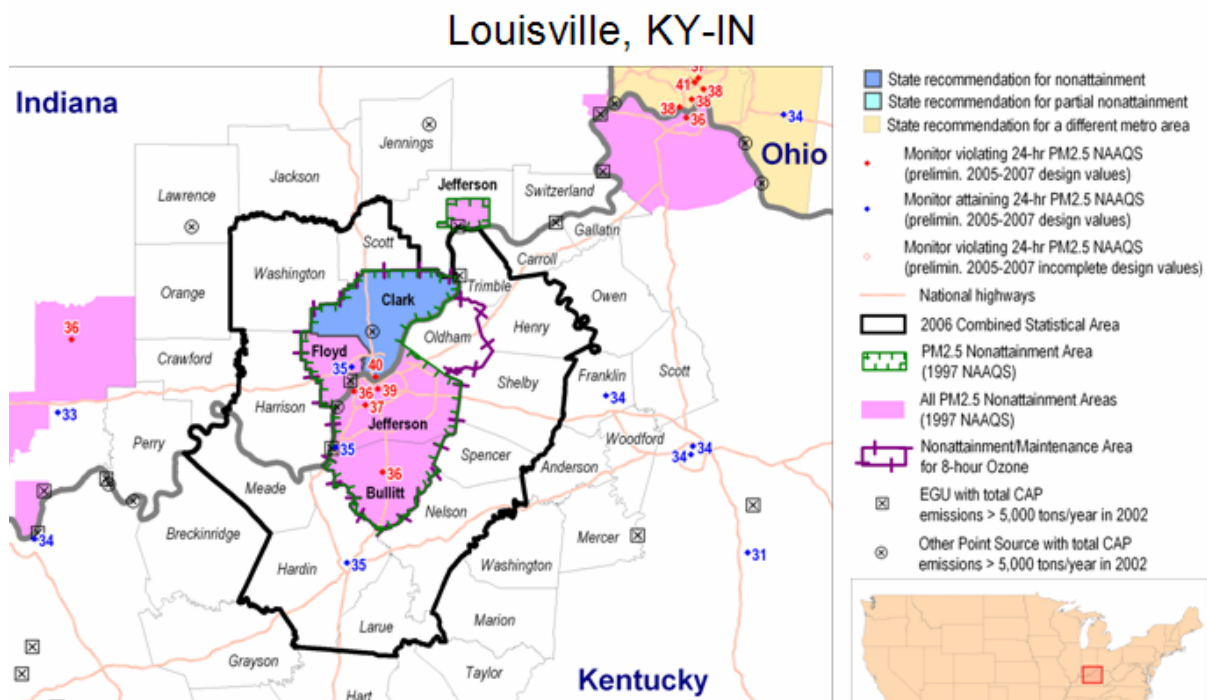 Louisville, KY-IN
Indiana
Jennings
Jackson
Lawrence
Jefferson
Switzerland
Ohio
41
38
38
38
36
34
Scott
Gallatin
Washington
Carroll
Orange
Clark
Trimble
Owen
36
Oldham
Henry
Crawford
Floyd
35
40
Shelby
Franklin
Scott
Harrison
36
39
37
34
33
Perry
Jefferson
Woodford
35
34
34
Spencer
Anderson
36
Meade
Bullitt
Nelson
Mercer
Breckinridge
34
31
Hardin
35
Washington
Larue
Marion
Grayson
Taylor
Hart
Kentucky
State recommendation for nonattainment
State recommendation for partial nonattainment
State recommendation for a different metro area
Monitor violating 24-hr PM2.5 NAAQS
(prelimin. 2005-2007 design values)
Monitor attaining 24-hr PM2.5 NAAQS
(prelimin. 2005-2007 design values)
Monitor violating 24-hr PM2.5 NAAQS
(prelimin. 2005-2007 incomplete design values)
National highways
2006 Combined Statistical Area
PM2.5 Nonattainment Area
(1997 NAAQS)
All PM2.5 Nonattainment Areas
(1997 NAAQS)
Nonattainment/Maintenance Area
for 8-hour Ozone
EGU with total CAP
emissions > 5,000 tons/year in 2002
Other Point Source with total CAP
emissions > 5,000 tons/year in 2002